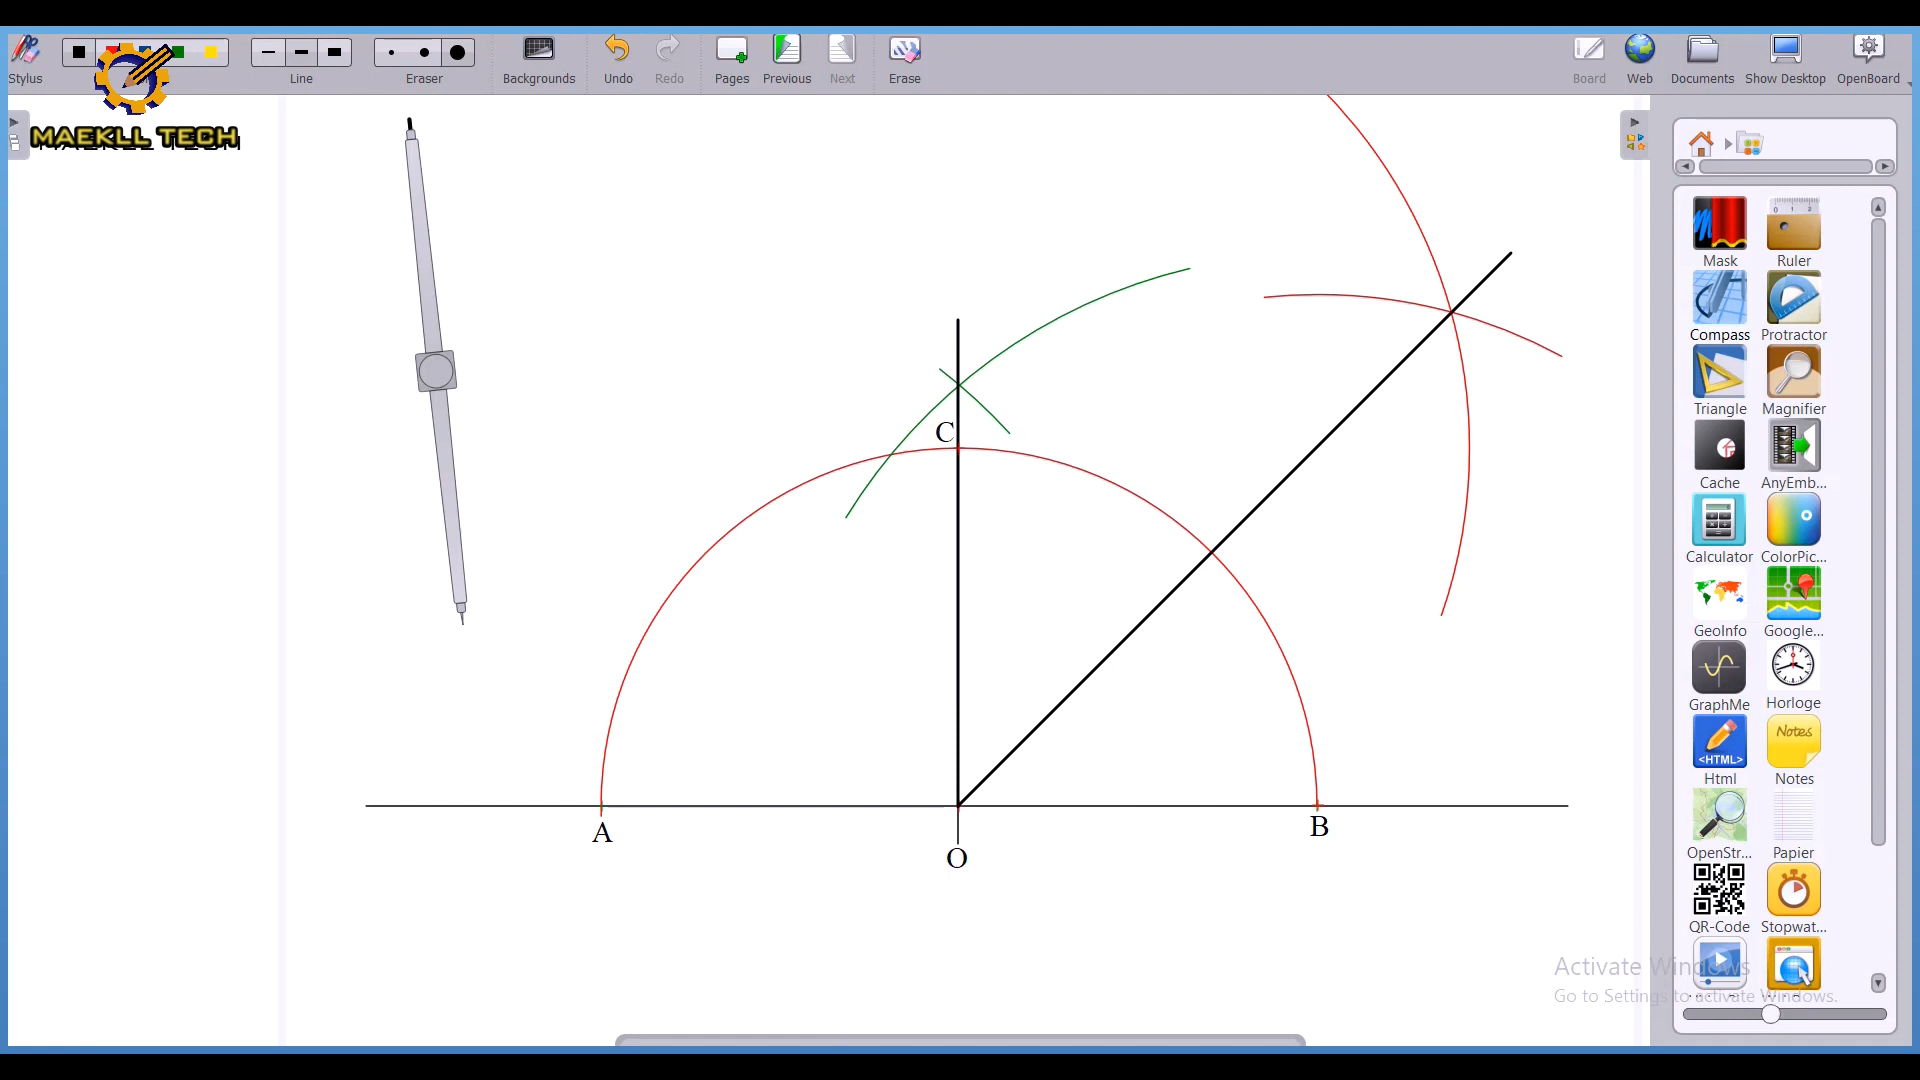 Stylus
Line
Eraser
Backgrounds
Undo
Redo
Pages
Previous
Next
Erase
Board
Web
Documents
Show Desktop
OpenBoard
MAEKLL TECH
Mask
Ruler
Compass
Protractor
Triangle
Magnifier
Cache
AnyEmb...
Calculator
ColorPic...
GeoInfo
Google...
GraphMe
Horloge
<HTML>
Notes
Html
Notes
OpenStr...
Papier
QR-Code
Stopwat...
C
A
B
O
Activate Windows
Go to Settings to activate Windows.